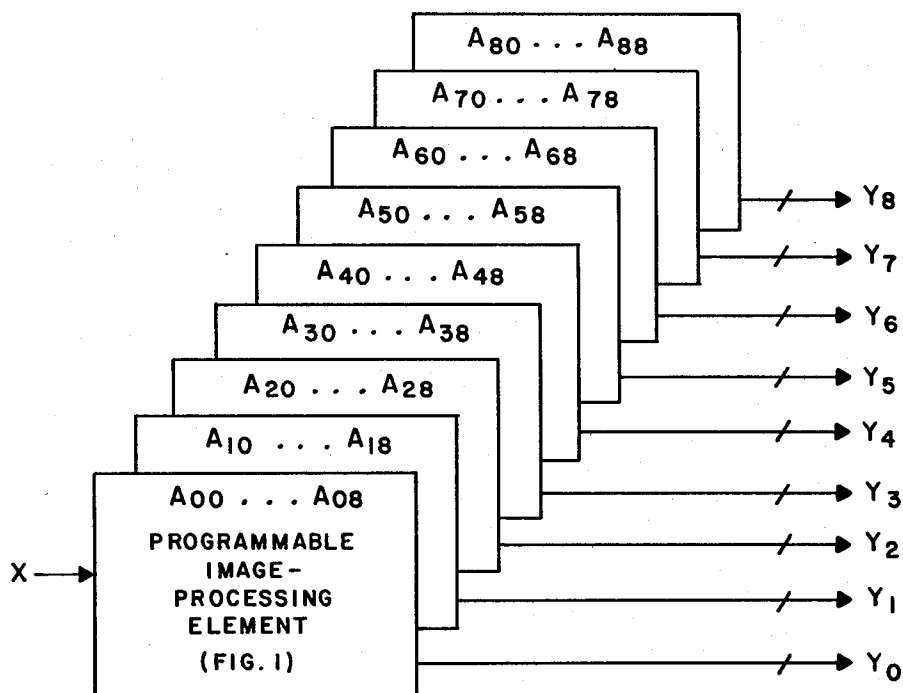 A80 . . . A88
A70 . . . A78
A60 . . . A68
Y8
A50 . . . A58
Y7
A40 . . . A48
Y6
A30 . . . A38
Y5
A20 . . . A28
Y4
A10 . . . A18
A00 . . . A08
Y3
PROGRAMMABLE
Y2
X
IMAGE-
PROCESSING
Y1
ELEMENT
(FIG. 1)
Y0